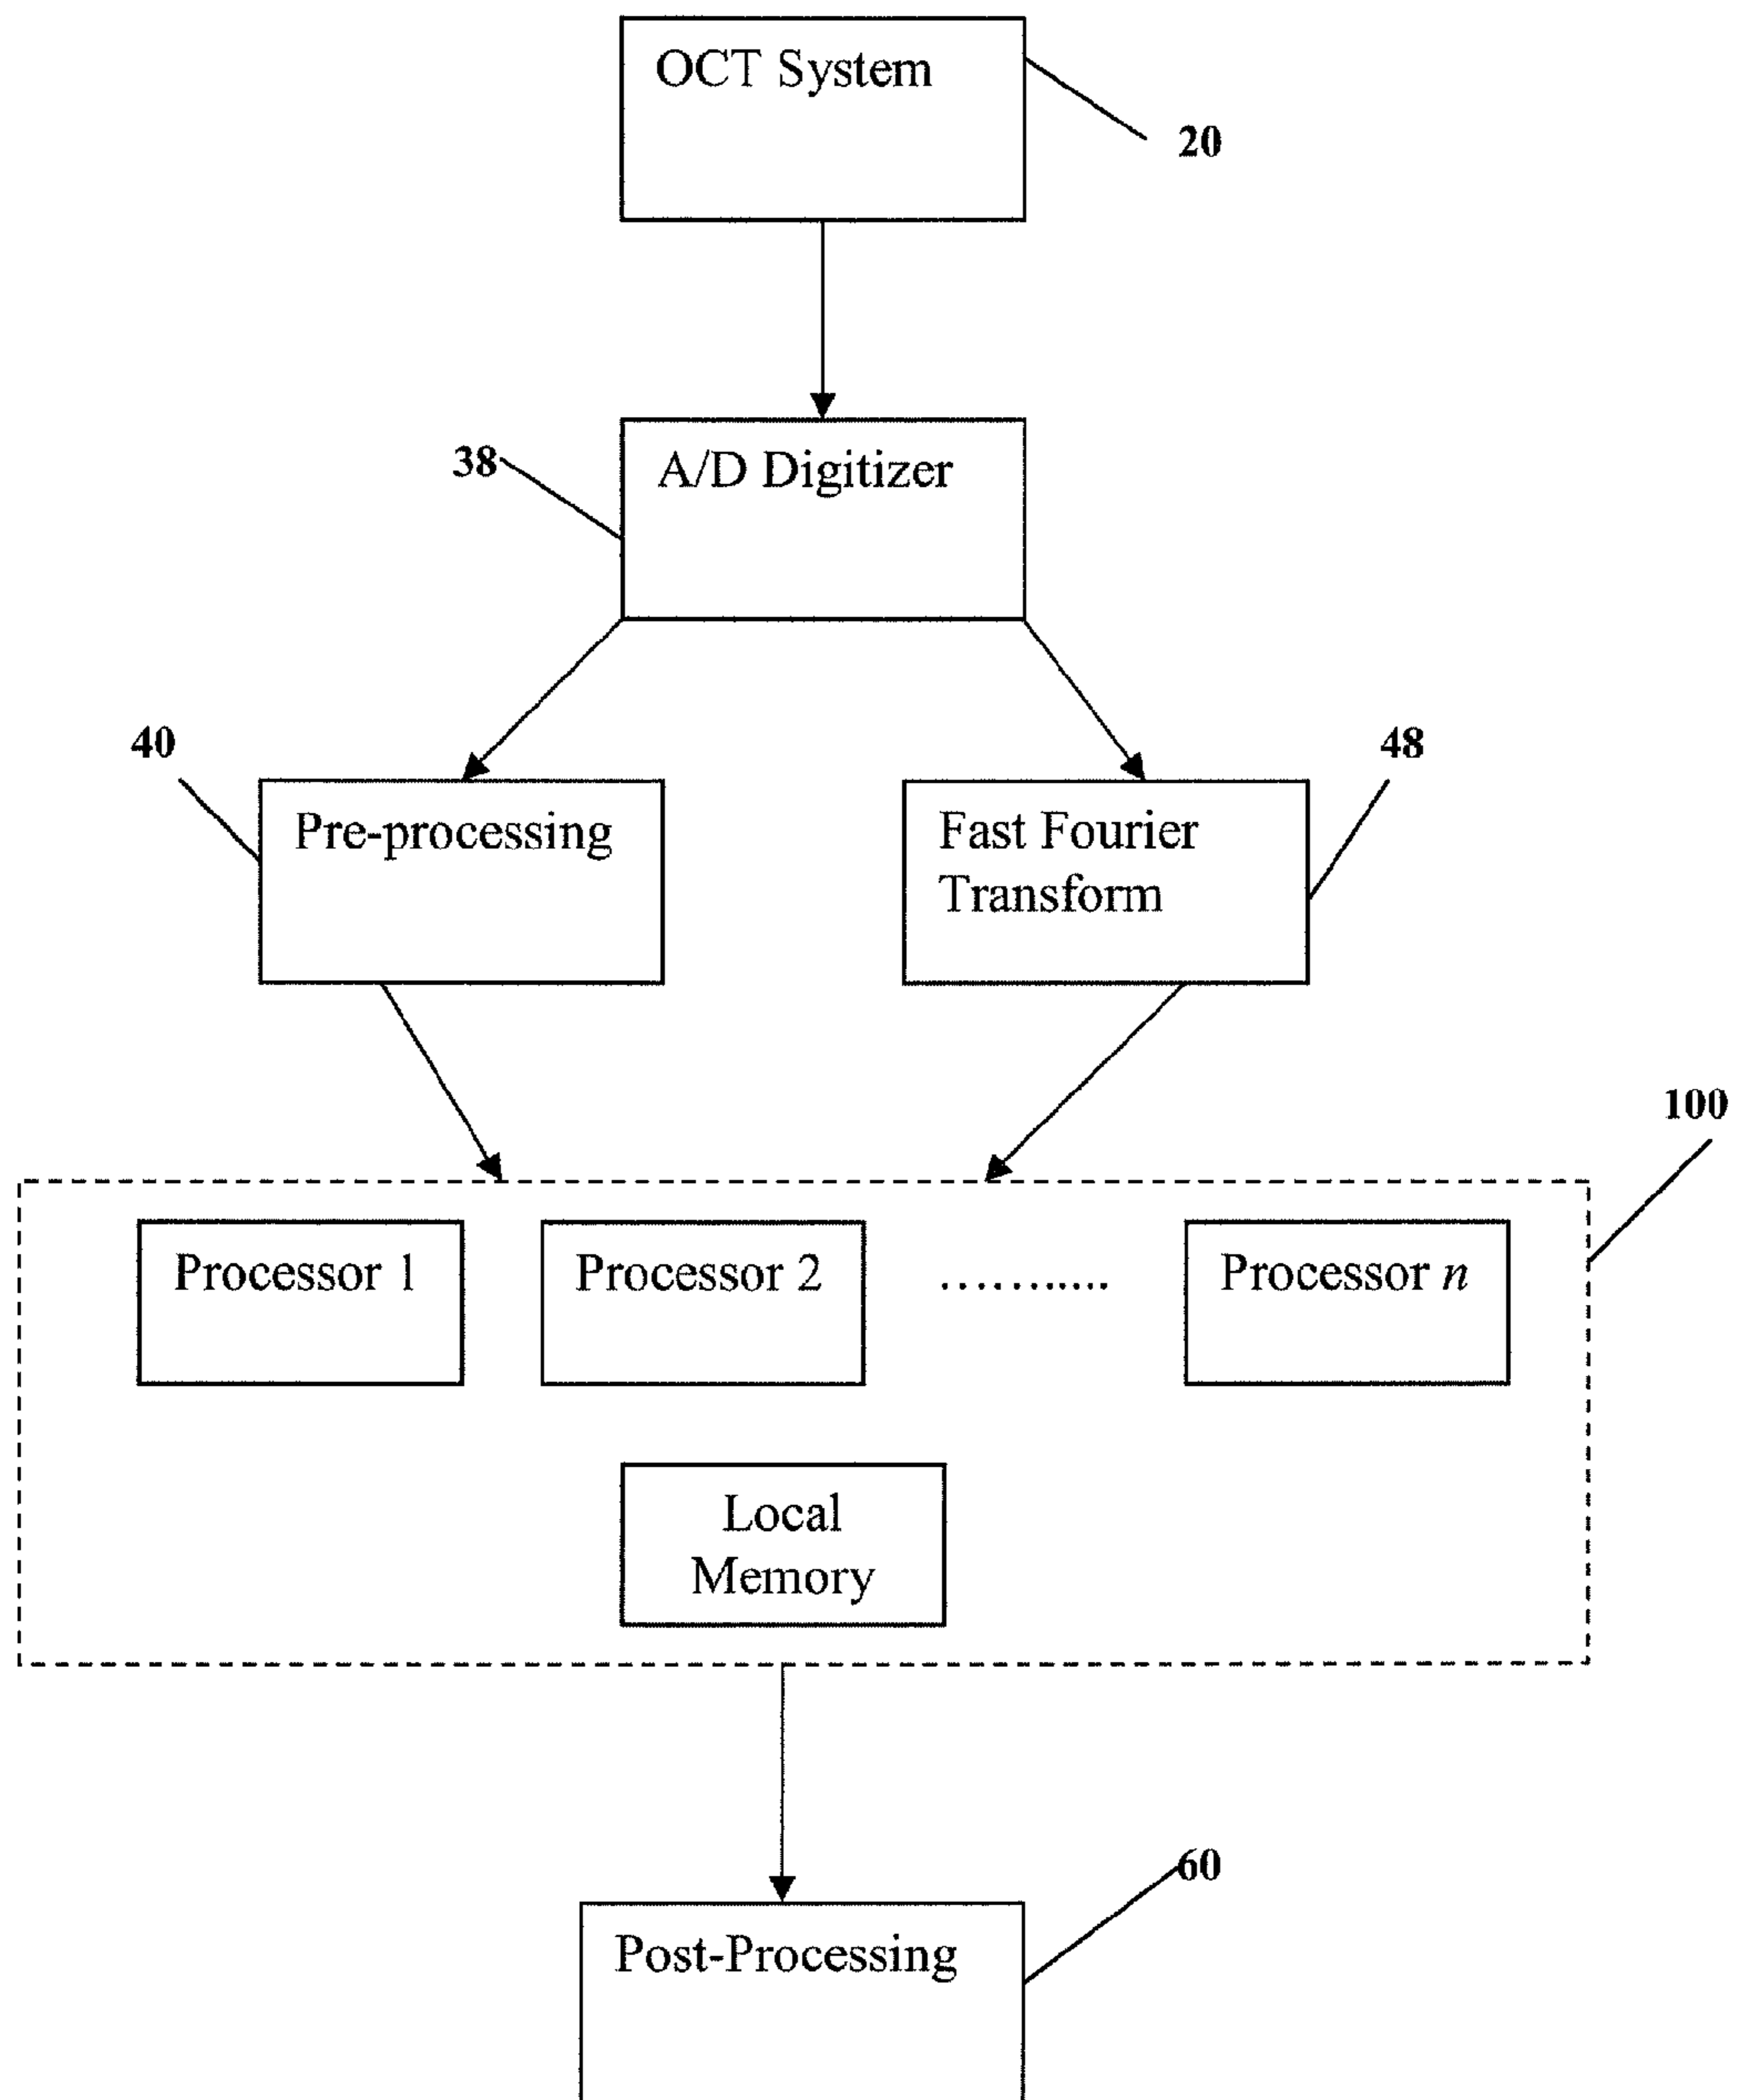 OCT System
20
38
A/D Digitizer
40
48
Pre-processing
Fast Fourier
Transform
100
Processor 1
Processor 2
...........
Processor n
Local
Memory
60
Post-Processing